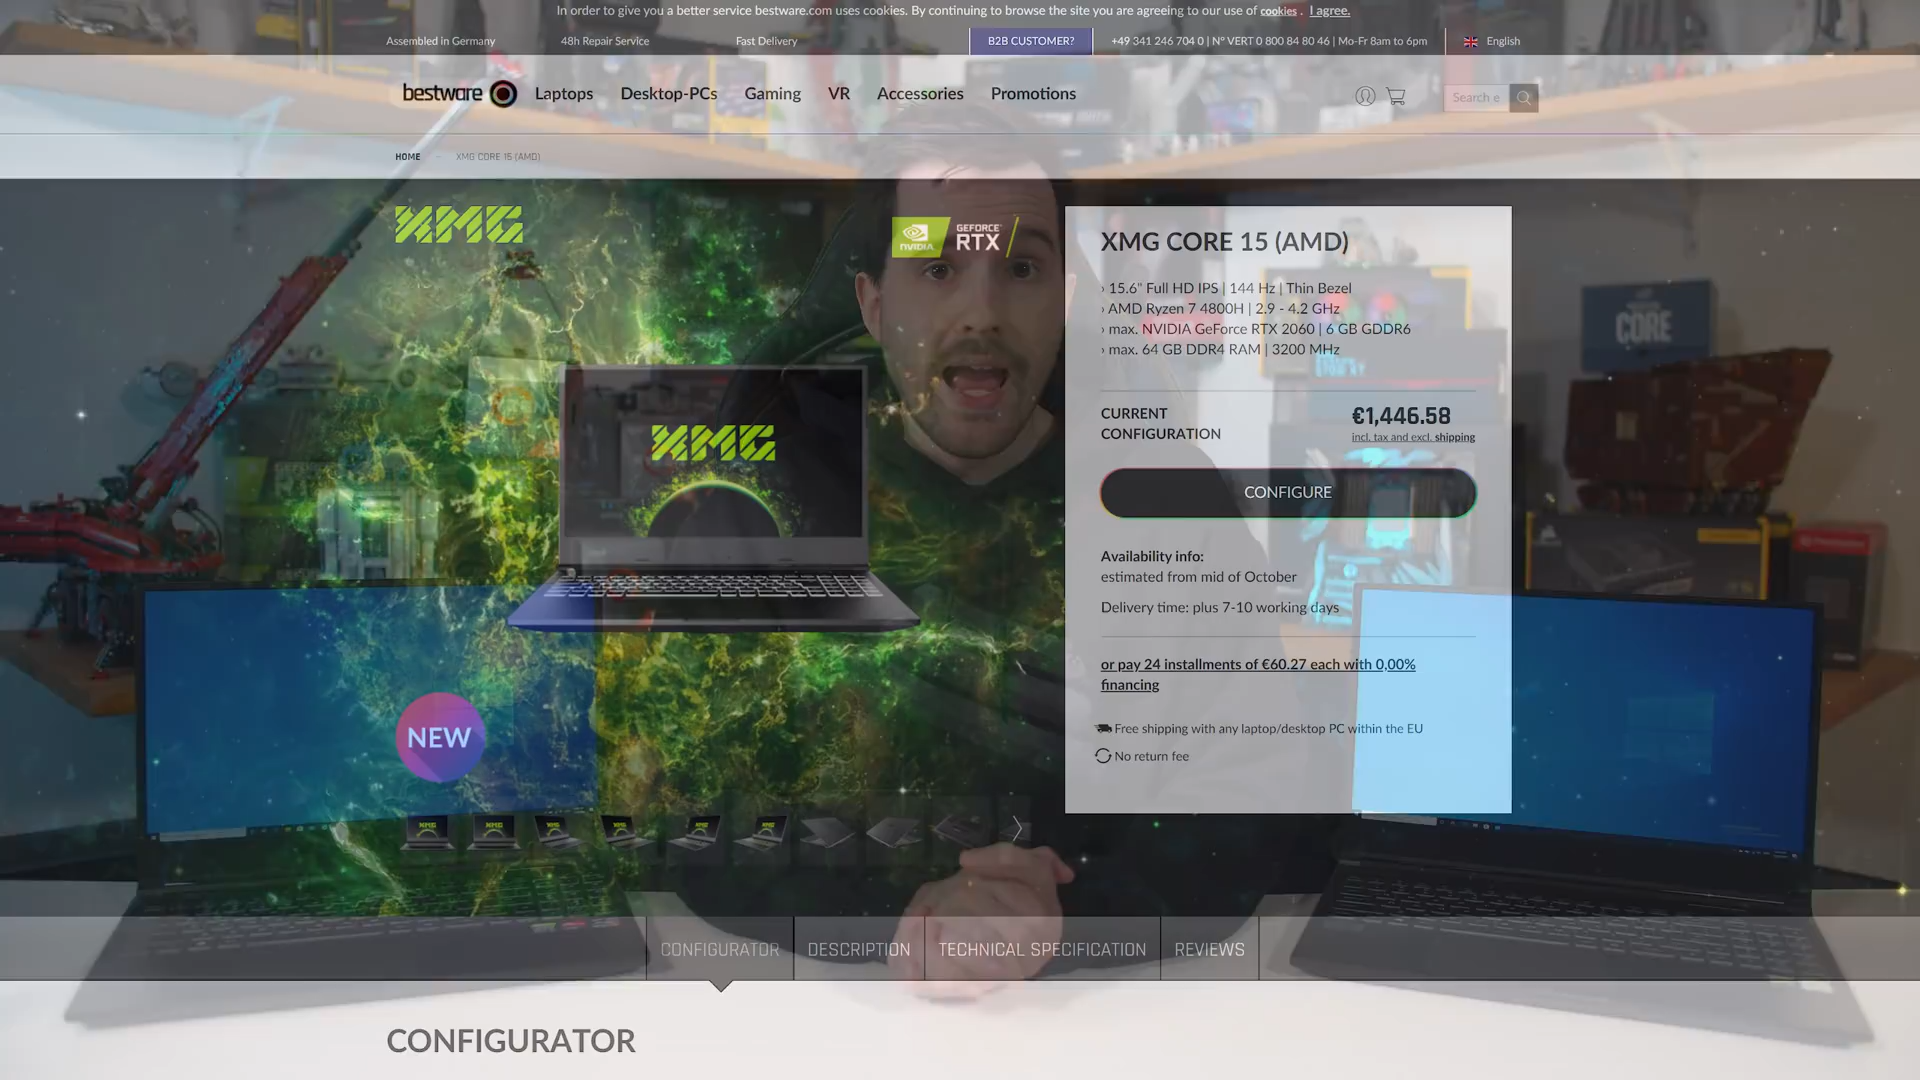 In order to give you a better service bestware.com uses cookies. By continuing to browse the site you are agreeing to our use of cookies . I agree.
Assembled in Germany 48h Repair Service Fast Delivery B2B CUSTOMER? +49 341 246 704 0 | N° VERT 0 800 84 80 46 | Mo-Fr 8am to 6pm English
bestware Laptops Desktop-PCs Gaming VR Accessories Promotions Search e
HOME – XMG CORE 15 (AMD)
XMG
NVIDIA GEFORCE RTX
XMG CORE 15 (AMD)
› 15.6" Full HD IPS | 144 Hz | Thin Bezel
› AMD Ryzen 7 4800H | 2.9 - 4.2 GHz
› max. NVIDIA GeForce RTX 2060 | 6 GB GDDR6
› max. 64 GB DDR4 RAM | 3200 MHz
CORE
XMG
CURRENT CONFIGURATION
€1,446.58
incl. tax and excl. shipping
CONFIGURE
Availability info:
estimated from mid of October
Delivery time: plus 7-10 working days
or pay 24 installments of €60.27 each with 0,00%
financing
NEW
Free shipping with any laptop/desktop PC within the EU
No return fee
CONFIGURATOR DESCRIPTION TECHNICAL SPECIFICATION REVIEWS
CONFIGURATOR